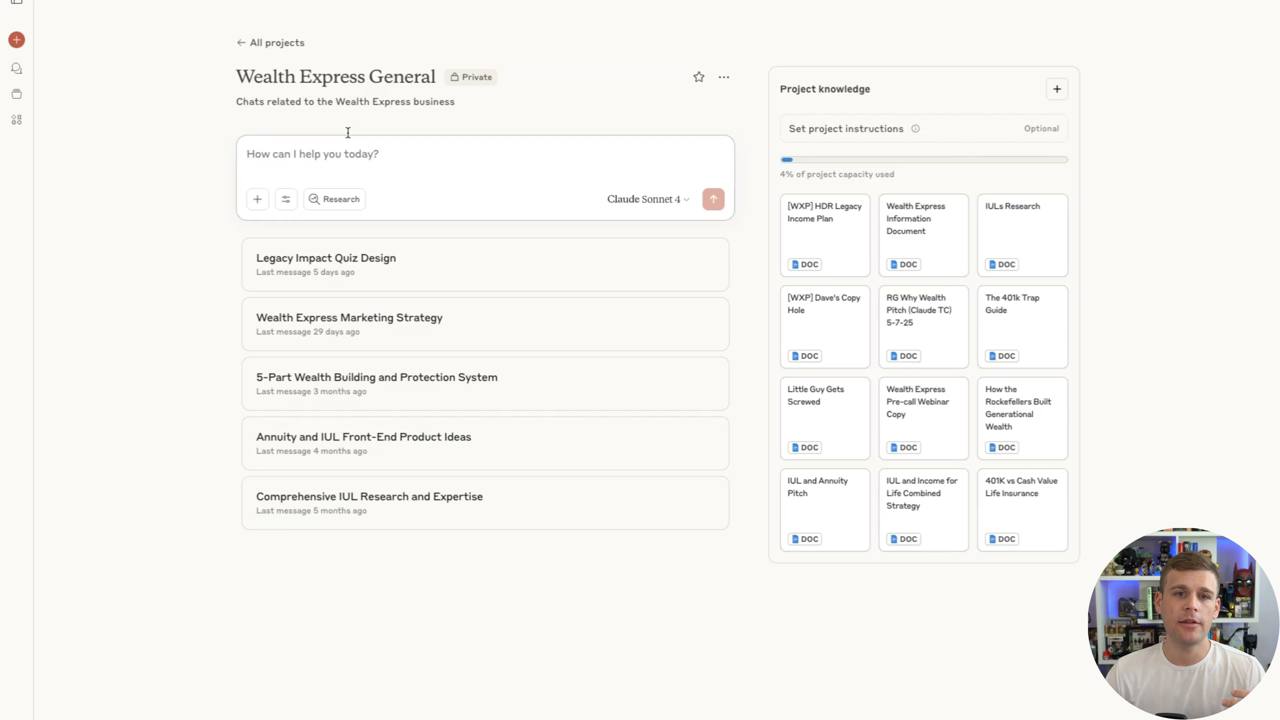 ← All projects
Wealth Express General
Private
Chats related to the Wealth Express business
How can I help you today?
Research
Claude Sonnet 4
Legacy Impact Quiz Design
Last message 5 days ago
Wealth Express Marketing Strategy
Last message 29 days ago
5-Part Wealth Building and Protection System
Last message 3 months ago
Annuity and IUL Front-End Product Ideas
Last message 4 months ago
Comprehensive IUL Research and Expertise
Last message 5 months ago
Project knowledge
Set project instructions
Optional
4% of project capacity used
[WXP] HDR Legacy
Income Plan
DOC
Wealth Express
Information
Document
DOC
IULs Research
DOC
[WXP] Dave's Copy
Hole
DOC
RG Why Wealth
Pitch (Claude TC)
5-7-25
DOC
The 401k Trap
Guide
DOC
Little Guy Gets
Screwed
DOC
Wealth Express
Pre-call Webinar
Copy
DOC
How the
Rockefellers Built
Generational
Wealth
DOC
IUL and Annuity
Pitch
DOC
IUL and Income for
Life Combined
Strategy
DOC
401K vs Cash Value
Life Insurance
DOC